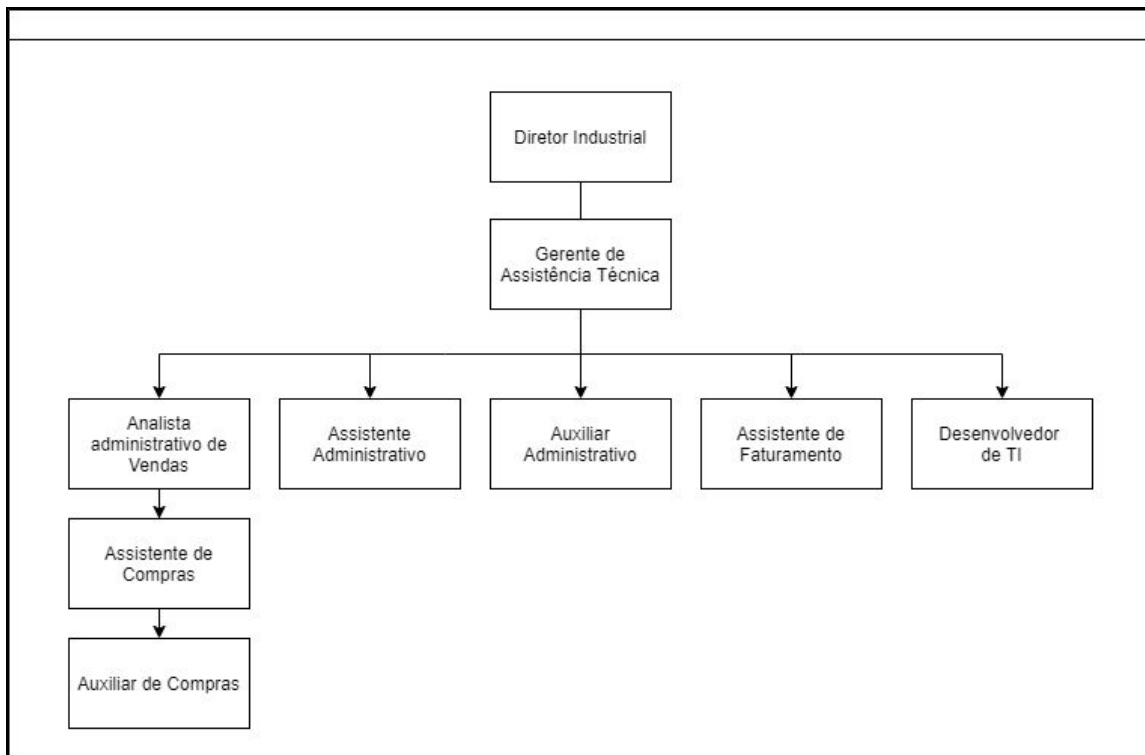 Diretor Industrial
Gerente de
Assistência Técnica
Analista
administrativo de
Vendas
Assistente
Administrativo
Auxiliar
Administrativo
Assistente de
Faturamento
Desenvolvedor
de TI
Assistente de
Compras
Auxiliar de Compras